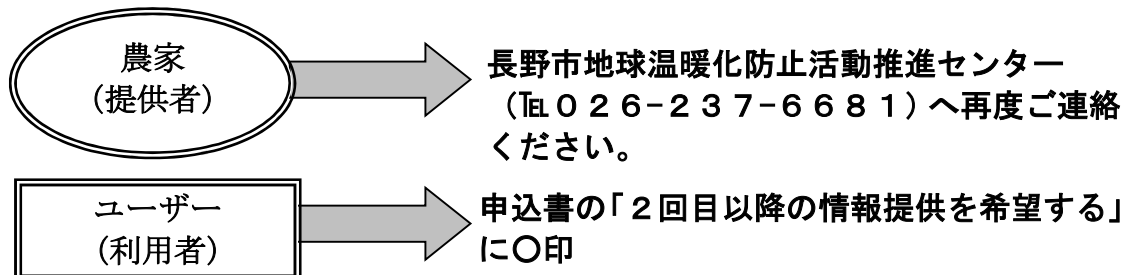 農家
（提供者）
長野市地球温暖化防止活動推進センター
（℡０２６−２３７−６６８１）へ再度ご連絡
ください。
ユーザー
（利用者）
申込書の「２回目以降の情報提供を希望する」
に〇印